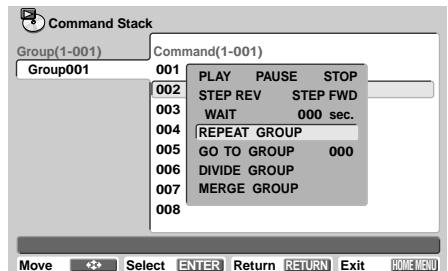 Command Stack
Group(1-001) Command(1-001)
Group001
001
002
003
004
005
006
007
008
PLAY PAUSE STOP
STEP REV STEP FWD
WAIT 000 sec.
REPEAT GROUP
GO TO GROUP 000
DIVIDE GROUP
MERGE GROUP
Move Select ENTER Return RETURN Exit HOME MENU